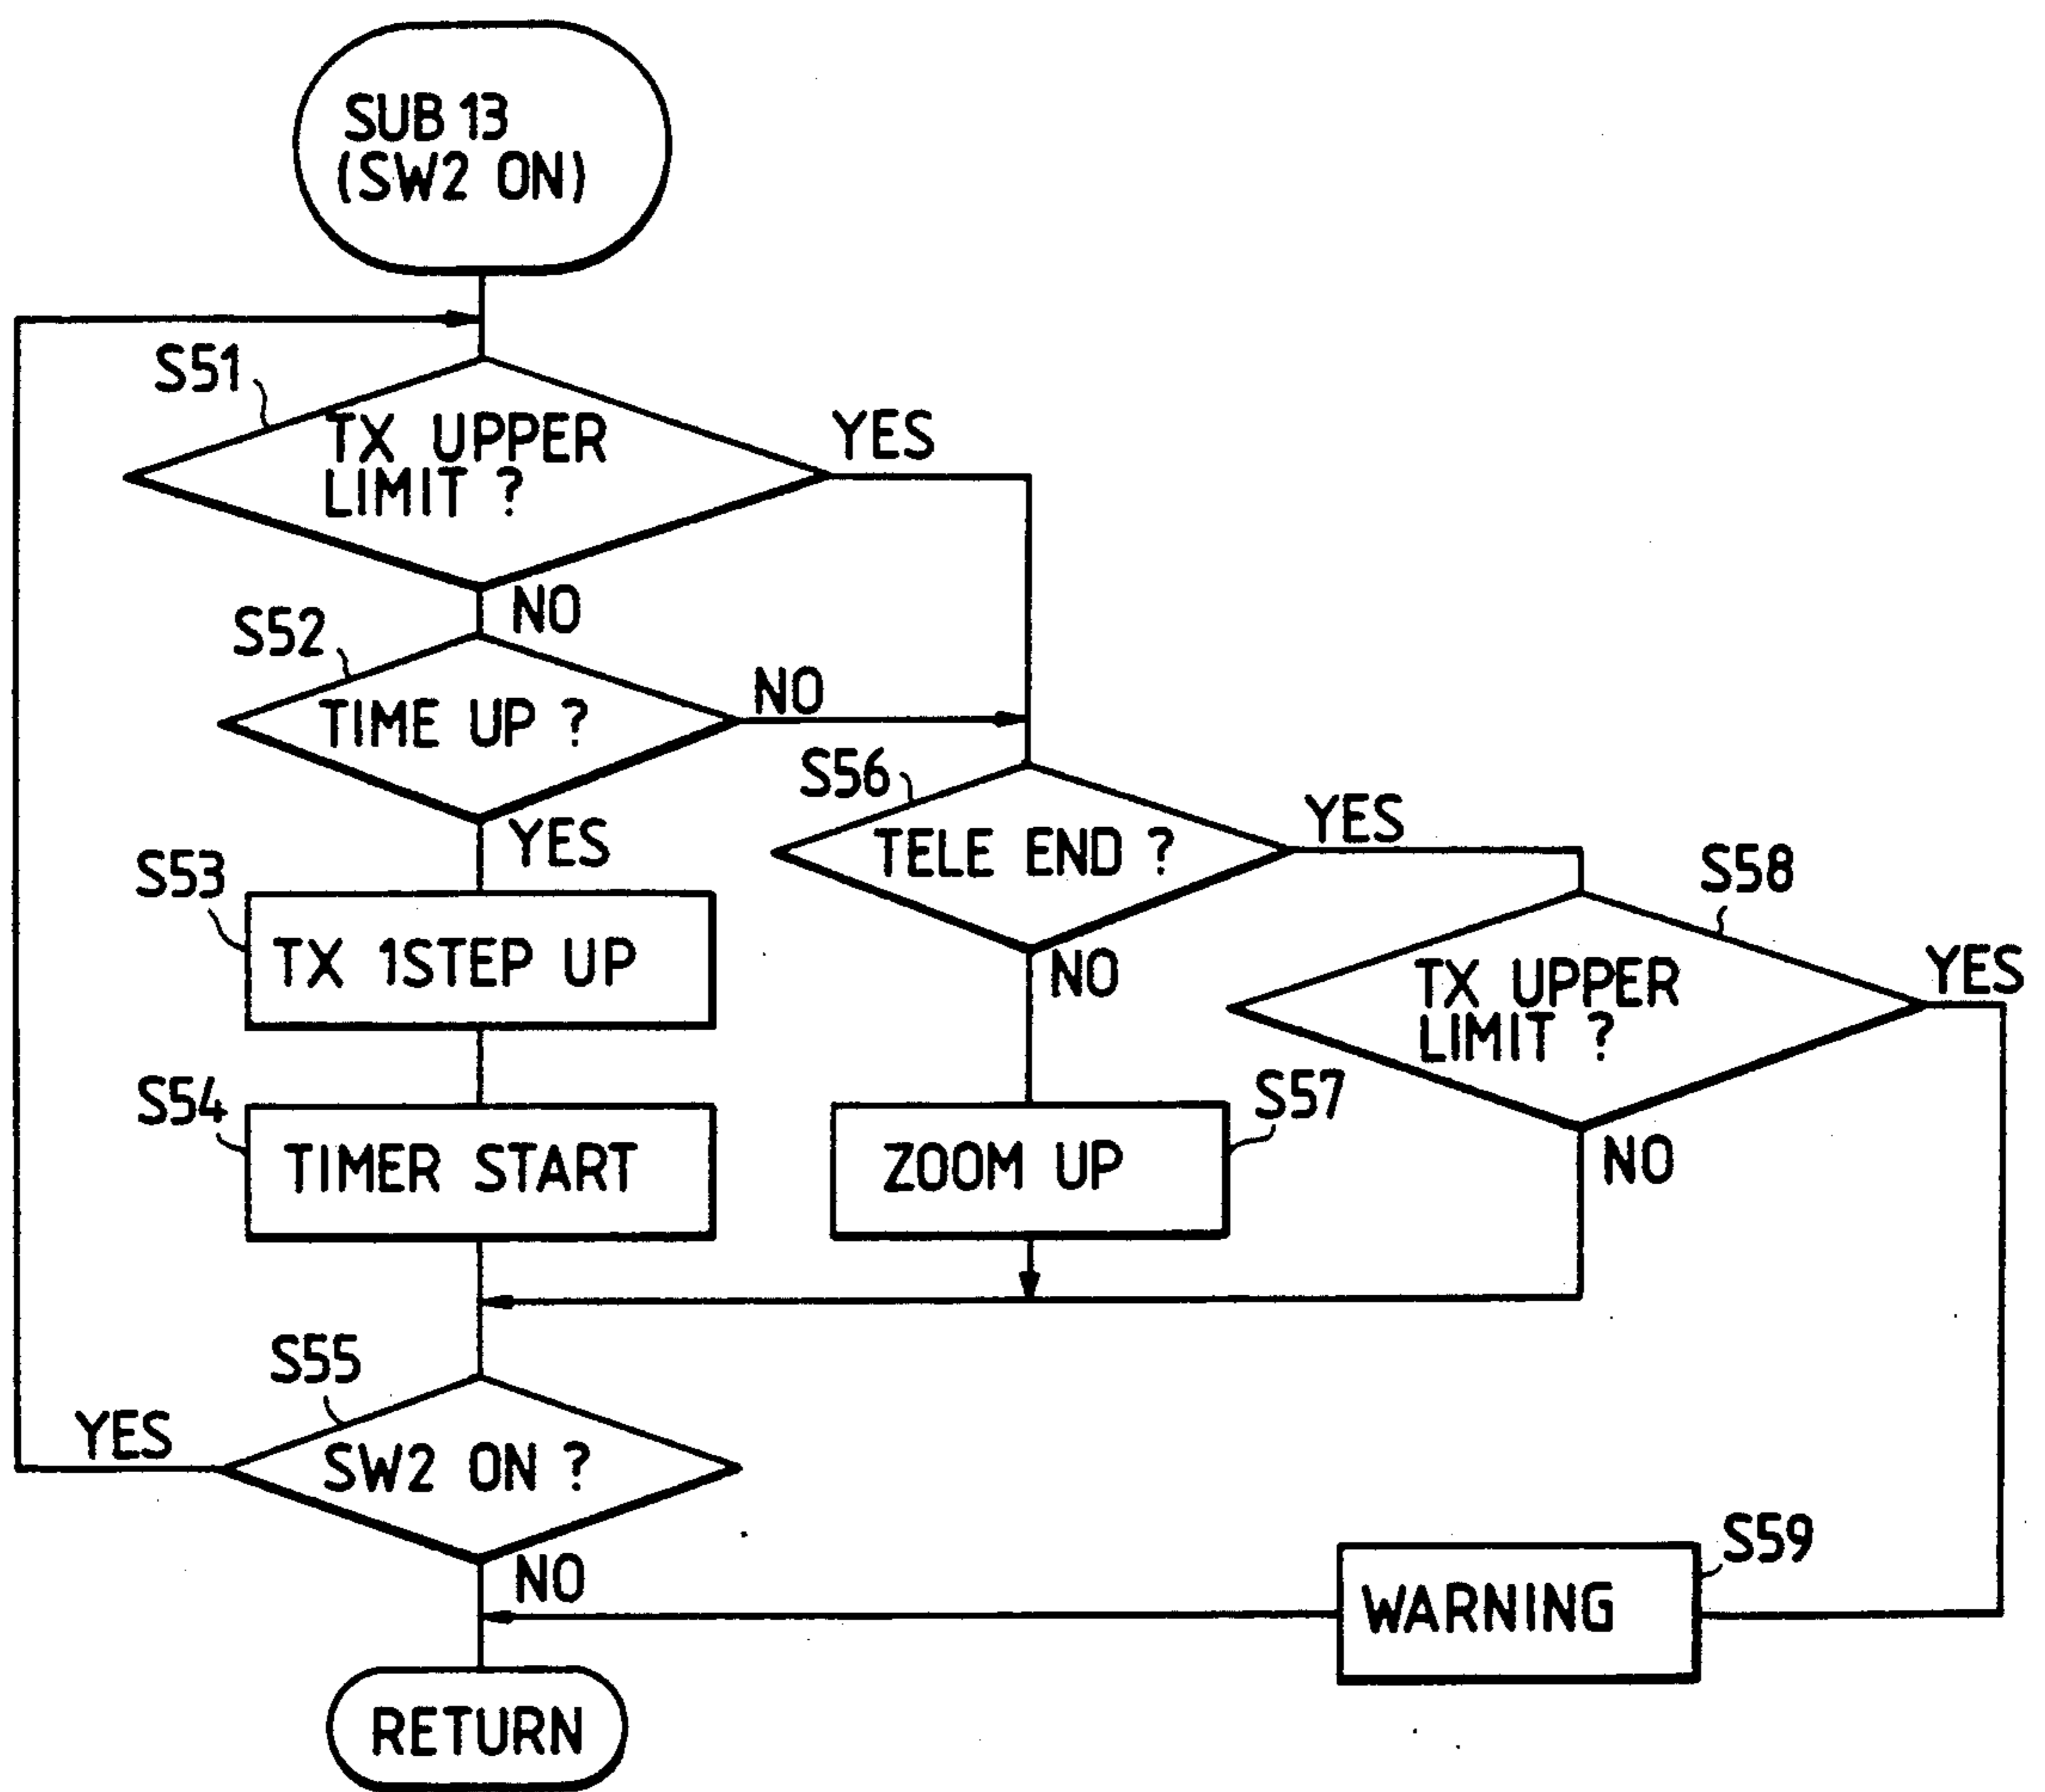 SUB 13
(SW2 ON)
S51
TX UPPER
LIMIT ?
YES
NO
S52
TIME UP ?
NO
YES
S53
TX 1STEP UP
S54
TIMER START
S56
TELE END ?
YES
NO
S57
ZOOM UP
S58
TX UPPER
LIMIT ?
YES
NO
S55
SW2 ON ?
YES
NO
S59
WARNING
RETURN